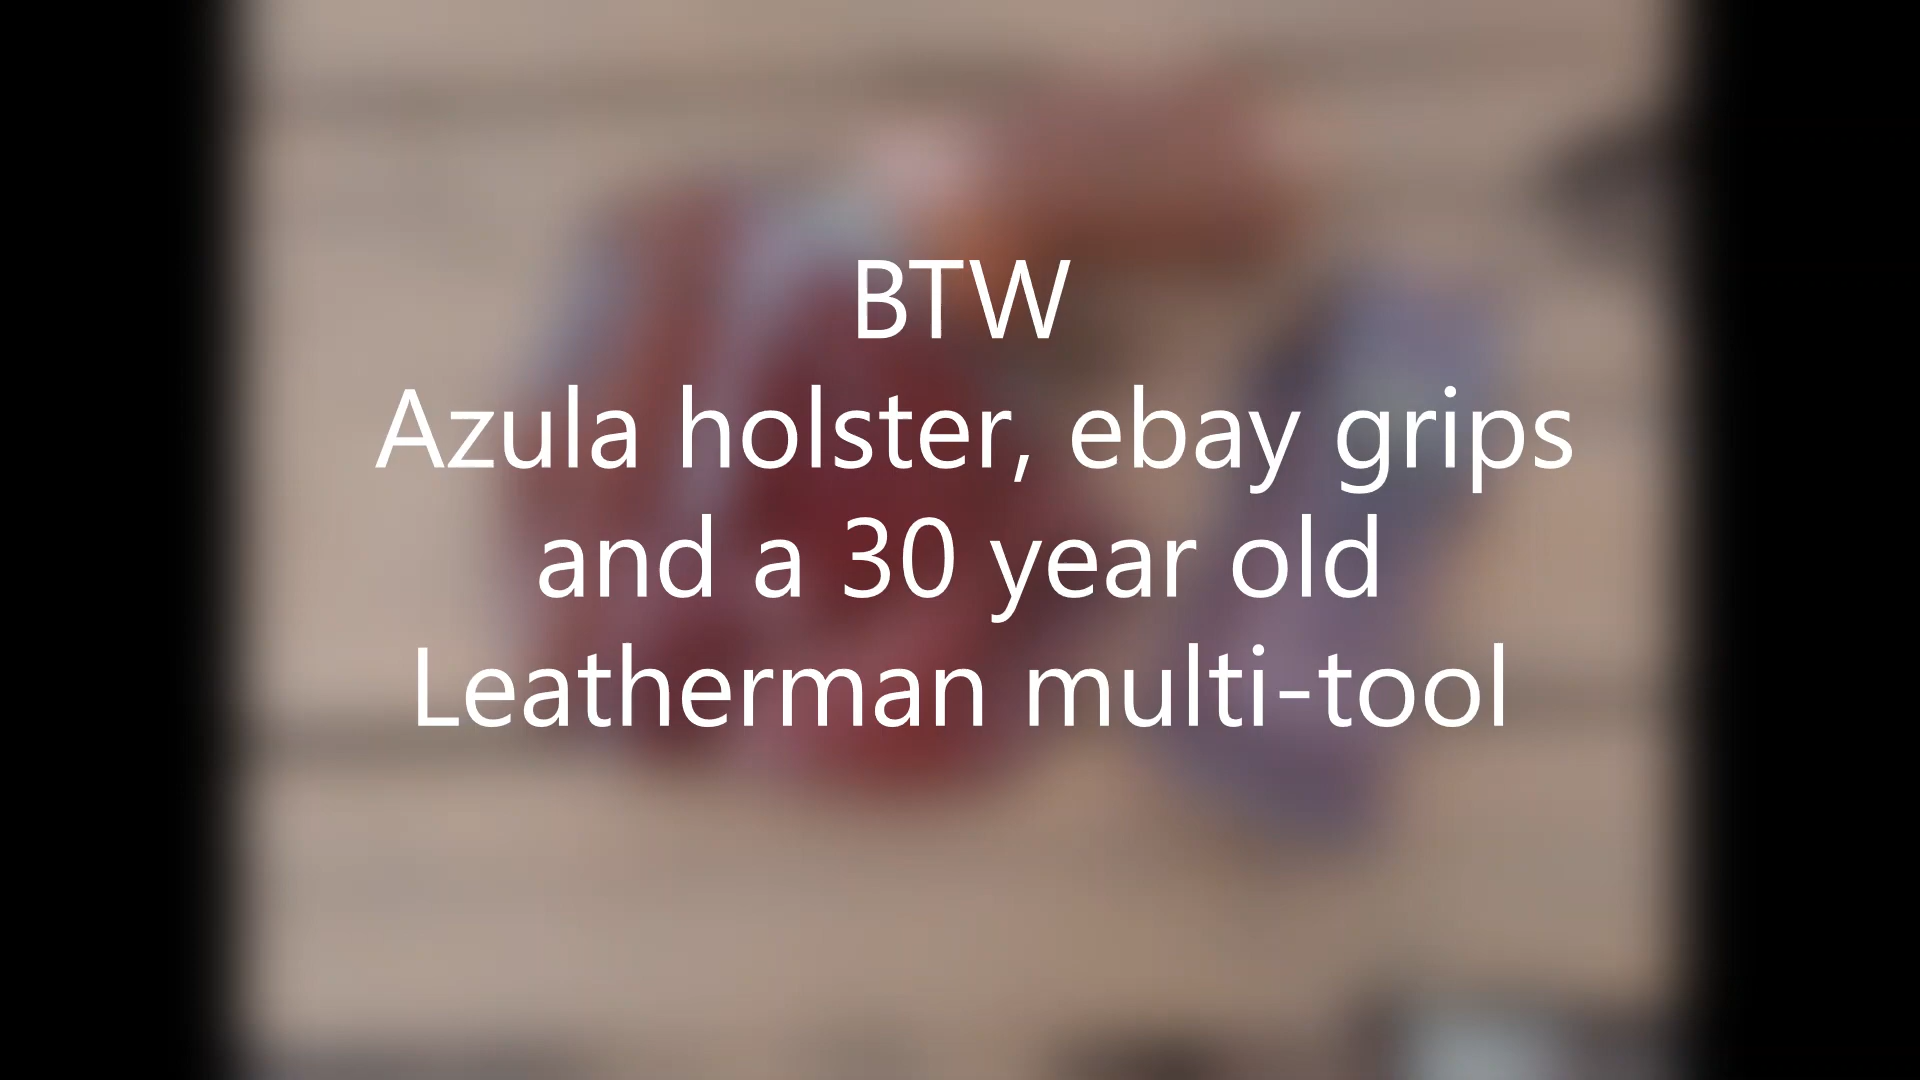 BTW
Azula holster, ebay grips
and a 30 year old
Leatherman multi-tool